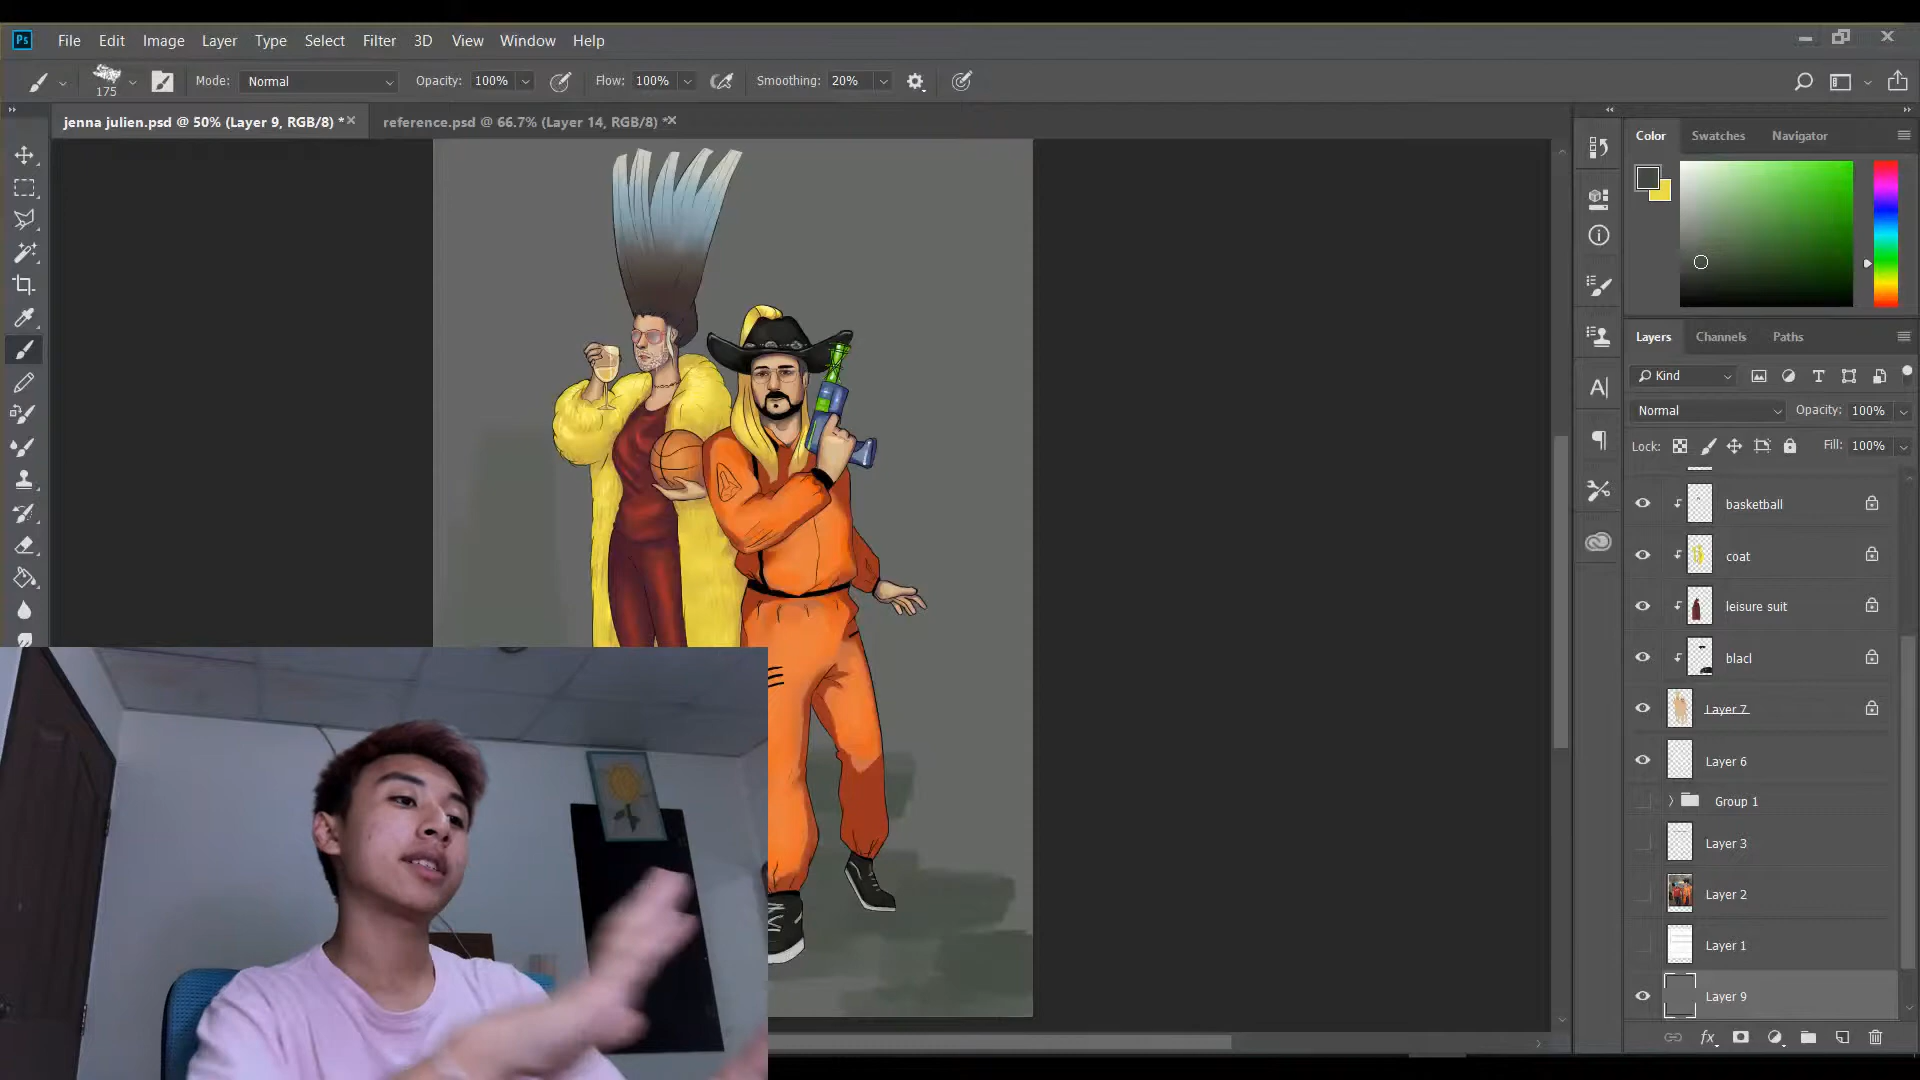 Ps File Edit Image Layer Type Select Filter 3D View Window Help
175 Mode: Normal Opacity: 100% Flow: 100% Smoothing: 20%
jenna julien.psd @ 50% (Layer 9, RGB/8) * reference.psd @ 66.7% (Layer 14, RGB/8) *
Color Swatches Navigator
Layers Channels Paths
Kind
Normal Opacity: 100%
Lock: Fill: 100%
basketball
coat
leisure suit
blacl
Layer 7
Layer 6
Group 1
Layer 3
Layer 2
Layer 1
Layer 9
fx